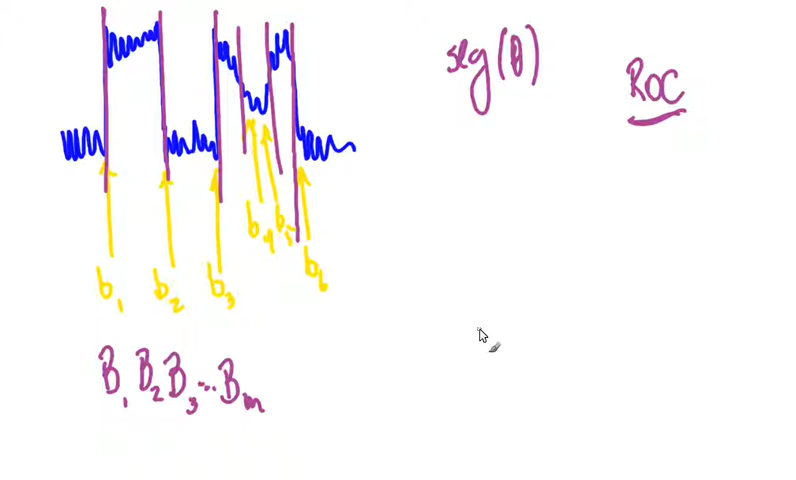 seg(θ)
ROC
b₁ b₂ b₃ b₄ b₅ b₆
B₁ B₂ B₃ ... Bₘ